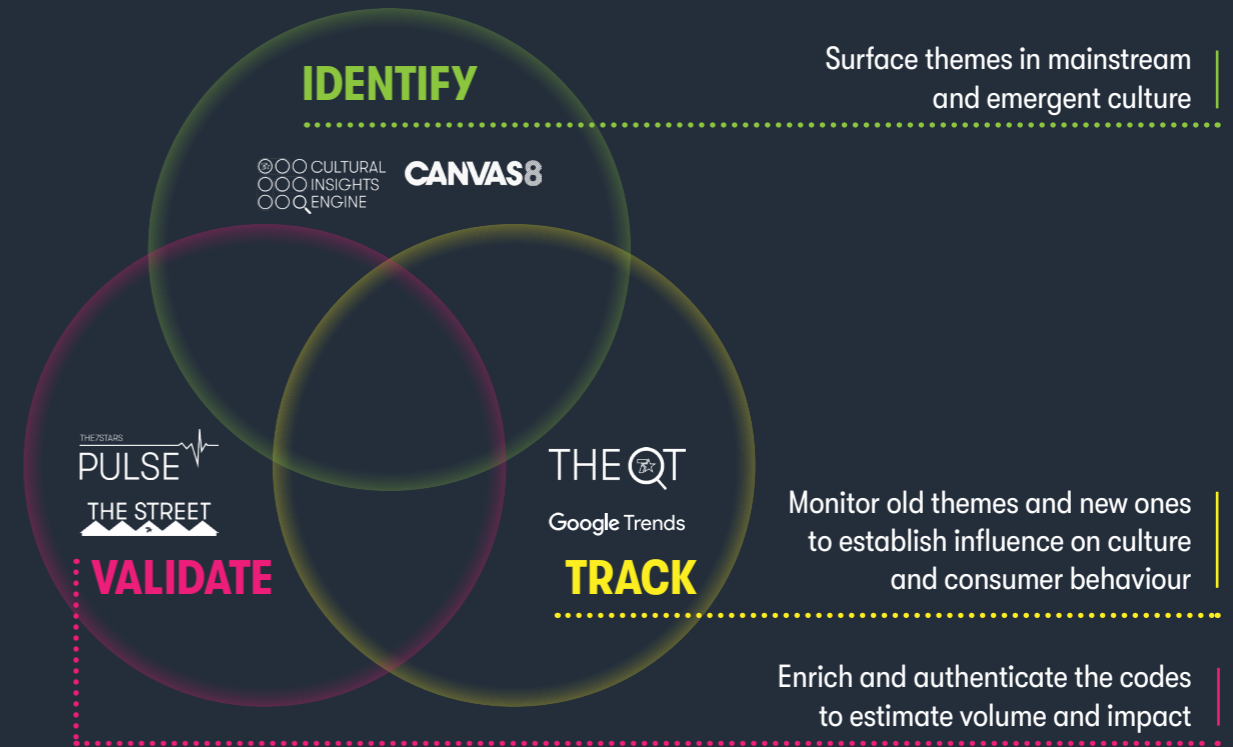 IDENTIFY
Surface themes in mainstream
and emergent culture
CULTURAL
INSIGHTS
ENGINE
CANVAS8
THE7STARS
PULSE
THE STREET
VALIDATE
THE QT
Google Trends
TRACK
Monitor old themes and new ones
to establish influence on culture
and consumer behaviour
Enrich and authenticate the codes
to estimate volume and impact